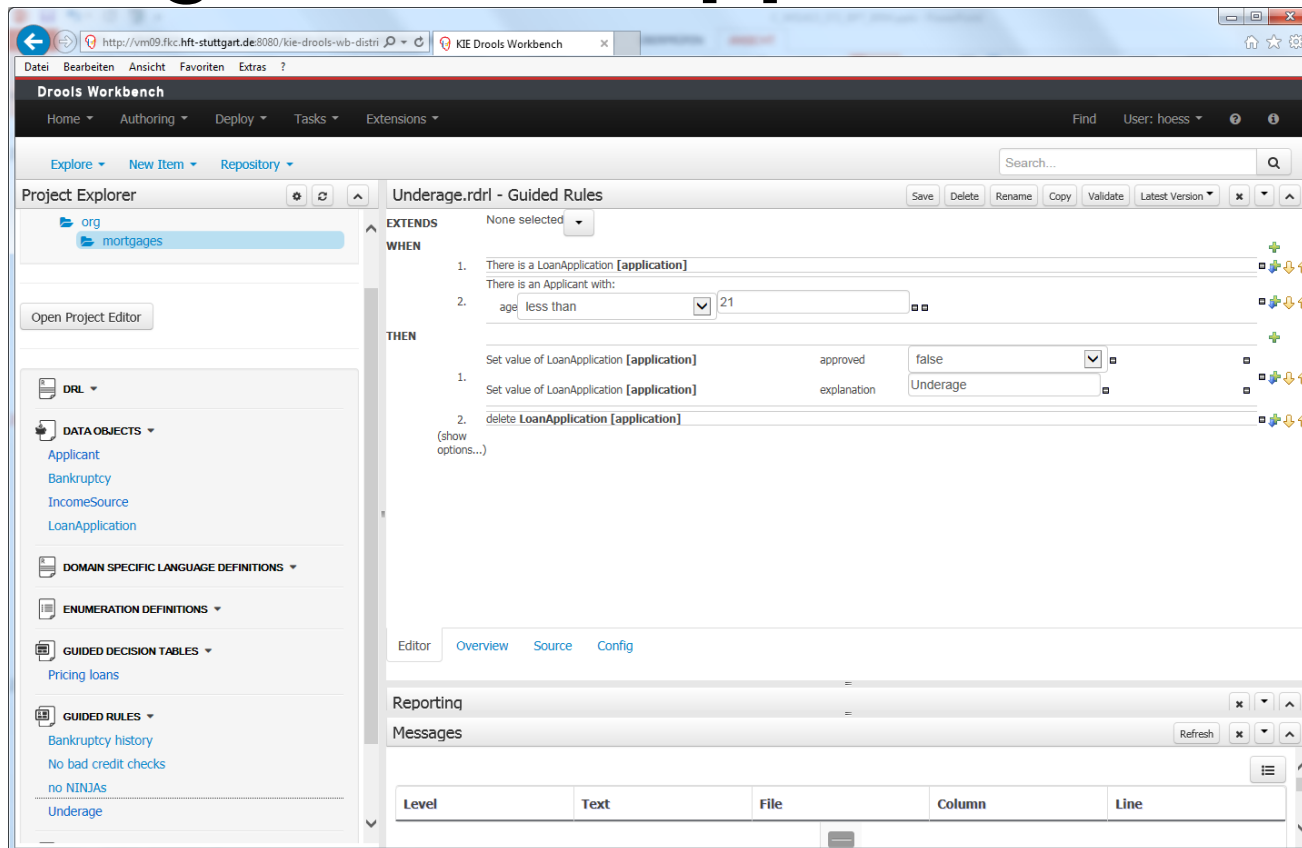 http://vm09.fkc.hft-stuttgart.de:8080/kie-drools-wb-distri
KIE Drools Workbench
Datei Bearbeiten Ansicht Favoriten Extras ?
Drools Workbench
Home Authoring Deploy Tasks Extensions Find User: hoess
Explore New Item Repository Search...
Project Explorer
org
mortgages
Open Project Editor
DRL
DATA OBJECTS
Applicant
Bankruptcy
IncomeSource
LoanApplication
DOMAIN SPECIFIC LANGUAGE DEFINITIONS
ENUMERATION DEFINITIONS
GUIDED DECISION TABLES
Pricing loans
GUIDED RULES
Bankruptcy history
No bad credit checks
no NINJAs
Underage
Underage.rdrl - Guided Rules Save Delete Rename Copy Validate Latest Version
EXTENDS None selected
WHEN
1. There is a LoanApplication [application]
There is an Applicant with:
2. age less than 21
THEN
Set value of LoanApplication [application] approved false
1.
Set value of LoanApplication [application] explanation Underage
2. delete LoanApplication [application]
(show
options...)
Editor Overview Source Config
Reporting
Messages Refresh
Level Text File Column Line